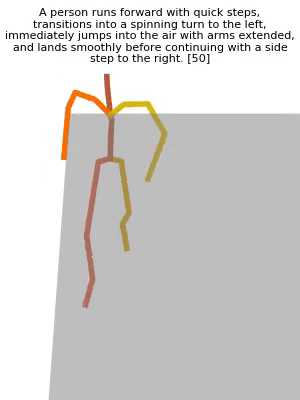 A person runs forward with quick steps,
transitions into a spinning turn to the left,
immediately jumps into the air with arms extended,
and lands smoothly before continuing with a side
step to the right. [50]